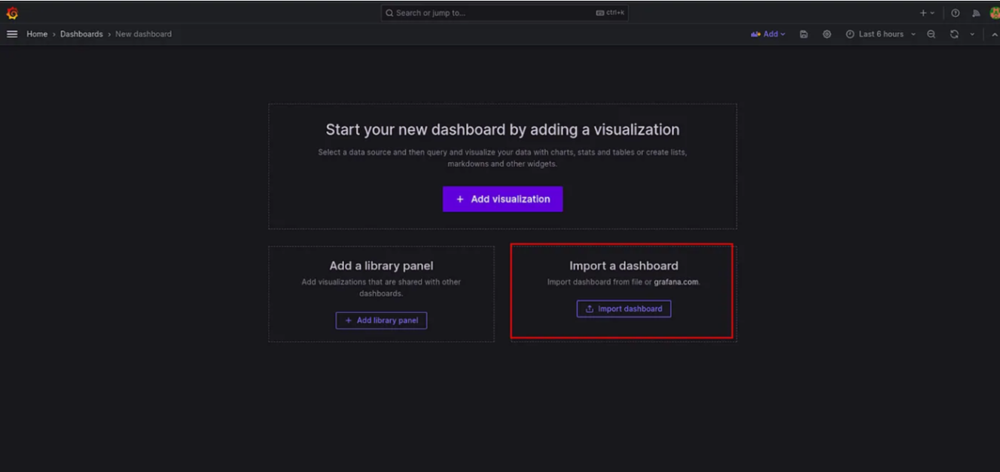 Search or jump to...
ctrl+k
Home › Dashboards › New dashboard
Add
Last 6 hours
Start your new dashboard by adding a visualization
Select a data source and then query and visualize your data with charts, stats and tables or create lists,
markdowns and other widgets.
+ Add visualization
Add a library panel
Add visualizations that are shared with other
dashboards.
+ Add library panel
Import a dashboard
Import dashboard from file or grafana.com.
Import dashboard